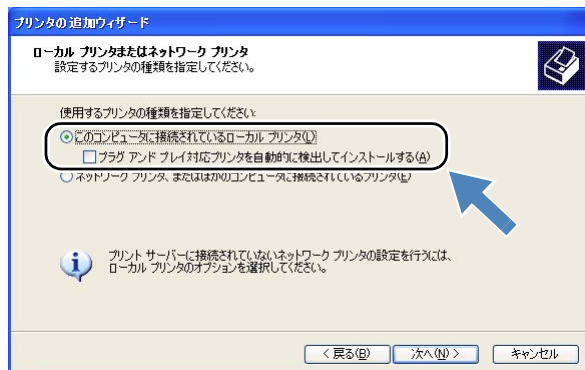 プリンタの追加ウィザード
ローカル プリンタまたはネットワーク プリンタ
設定するプリンタの種類を指定してください。
使用するプリンタの種類を指定してください:
このコンピュータに接続されているローカル プリンタ(L)
プラグ アンド プレイ対応プリンタを自動的に検出してインストールする(A)
ネットワーク プリンタ、またはほかのコンピュータに接続されているプリンタ(E)
プリント サーバーに接続されていないネットワーク プリンタの設定を行うには、
ローカル プリンタのオプションを選択してください。
< 戻る(B) 次へ(N) > キャンセル